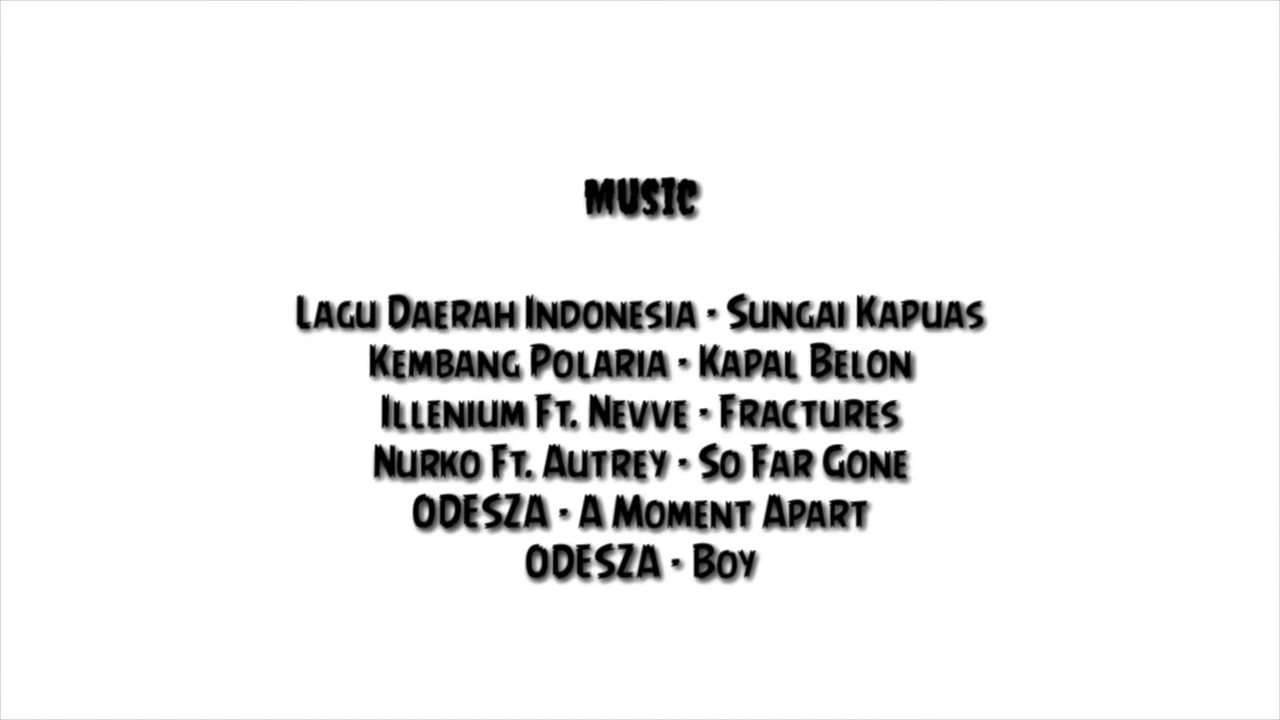 MUSIC
Lagu Daerah Indonesia - Sungai Kapuas
Kembang Polaria - Kapal Belon
Illenium Ft. Nevve - Fractures
Nurko Ft. Autrey - So Far Gone
ODESZA - A Moment Apart
ODESZA - Boy